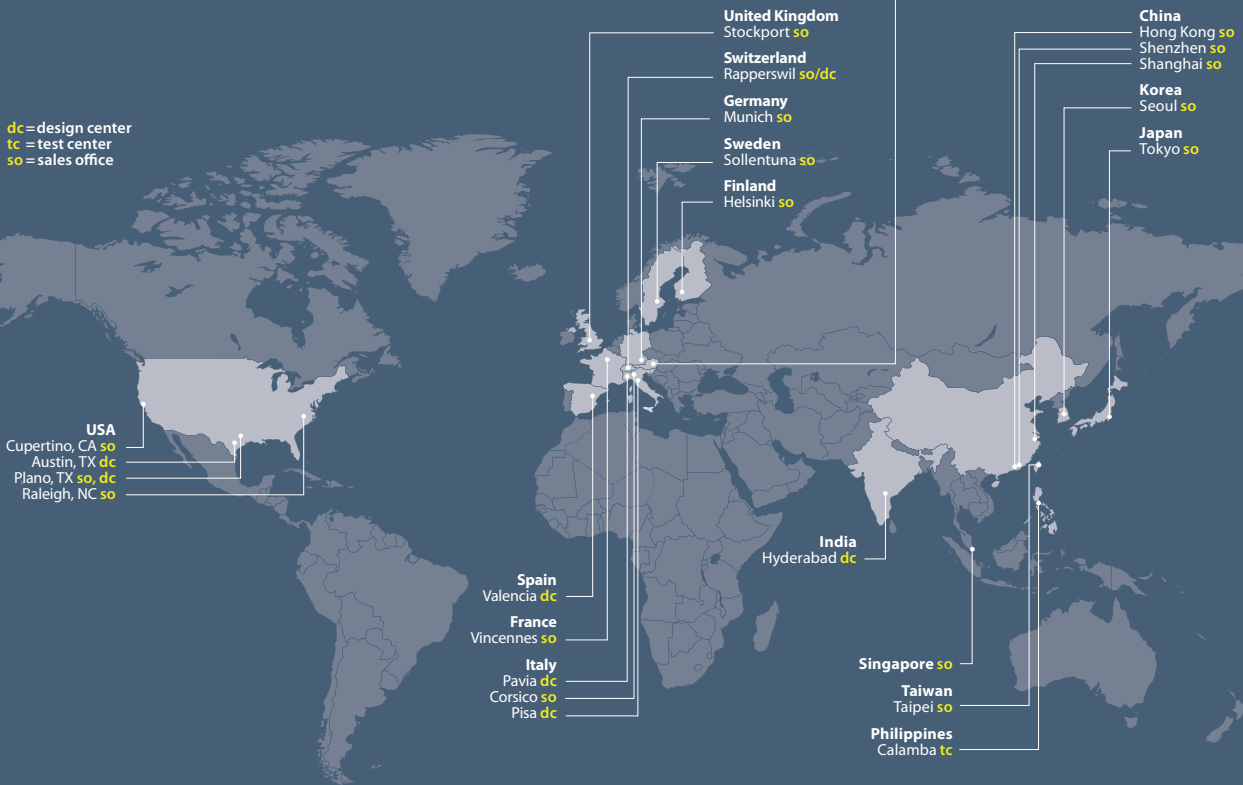 United Kingdom
Stockport so
Switzerland
Rapperswil so/dc
Germany
Munich so
Sweden
Sollentuna so
Finland
Helsinki so
China
Hong Kong so
Shenzhen so
Shanghai so
Korea
Seoul so
Japan
Tokyo so
dc = design center
tc = test center
so = sales office
USA
Cupertino, CA so
Austin, TX dc
Plano, TX so, dc
Raleigh, NC so
Spain
Valencia dc
France
Vincennes so
Italy
Pavia dc
Corsico so
Pisa dc
India
Hyderabad dc
Singapore so
Taiwan
Taipei so
Philippines
Calamba tc